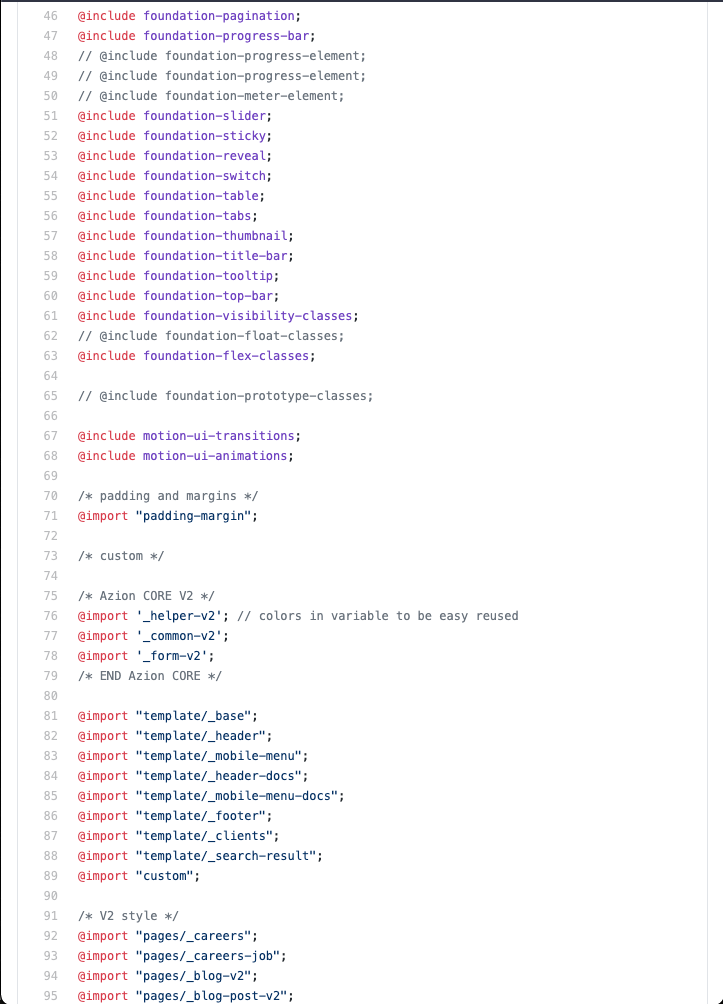 46 @include foundation-pagination;
47 @include foundation-progress-bar;
48 // @include foundation-progress-element;
49 // @include foundation-progress-element;
50 // @include foundation-meter-element;
51 @include foundation-slider;
52 @include foundation-sticky;
53 @include foundation-reveal;
54 @include foundation-switch;
55 @include foundation-table;
56 @include foundation-tabs;
57 @include foundation-thumbnail;
58 @include foundation-title-bar;
59 @include foundation-tooltip;
60 @include foundation-top-bar;
61 @include foundation-visibility-classes;
62 // @include foundation-float-classes;
63 @include foundation-flex-classes;
64
65 // @include foundation-prototype-classes;
66
67 @include motion-ui-transitions;
68 @include motion-ui-animations;
69
70 /* padding and margins */
71 @import "padding-margin";
72
73 /* custom */
74
75 /* Azion CORE V2 */
76 @import '_helper-v2'; // colors in variable to be easy reused
77 @import '_common-v2';
78 @import '_form-v2';
79 /* END Azion CORE */
80
81 @import "template/_base";
82 @import "template/_header";
83 @import "template/_mobile-menu";
84 @import "template/_header-docs";
85 @import "template/_mobile-menu-docs";
86 @import "template/_footer";
87 @import "template/_clients";
88 @import "template/_search-result";
89 @import "custom";
90
91 /* V2 style */
92 @import "pages/_careers";
93 @import "pages/_careers-job";
94 @import "pages/_blog-v2";
95 @import "pages/_blog-post-v2";